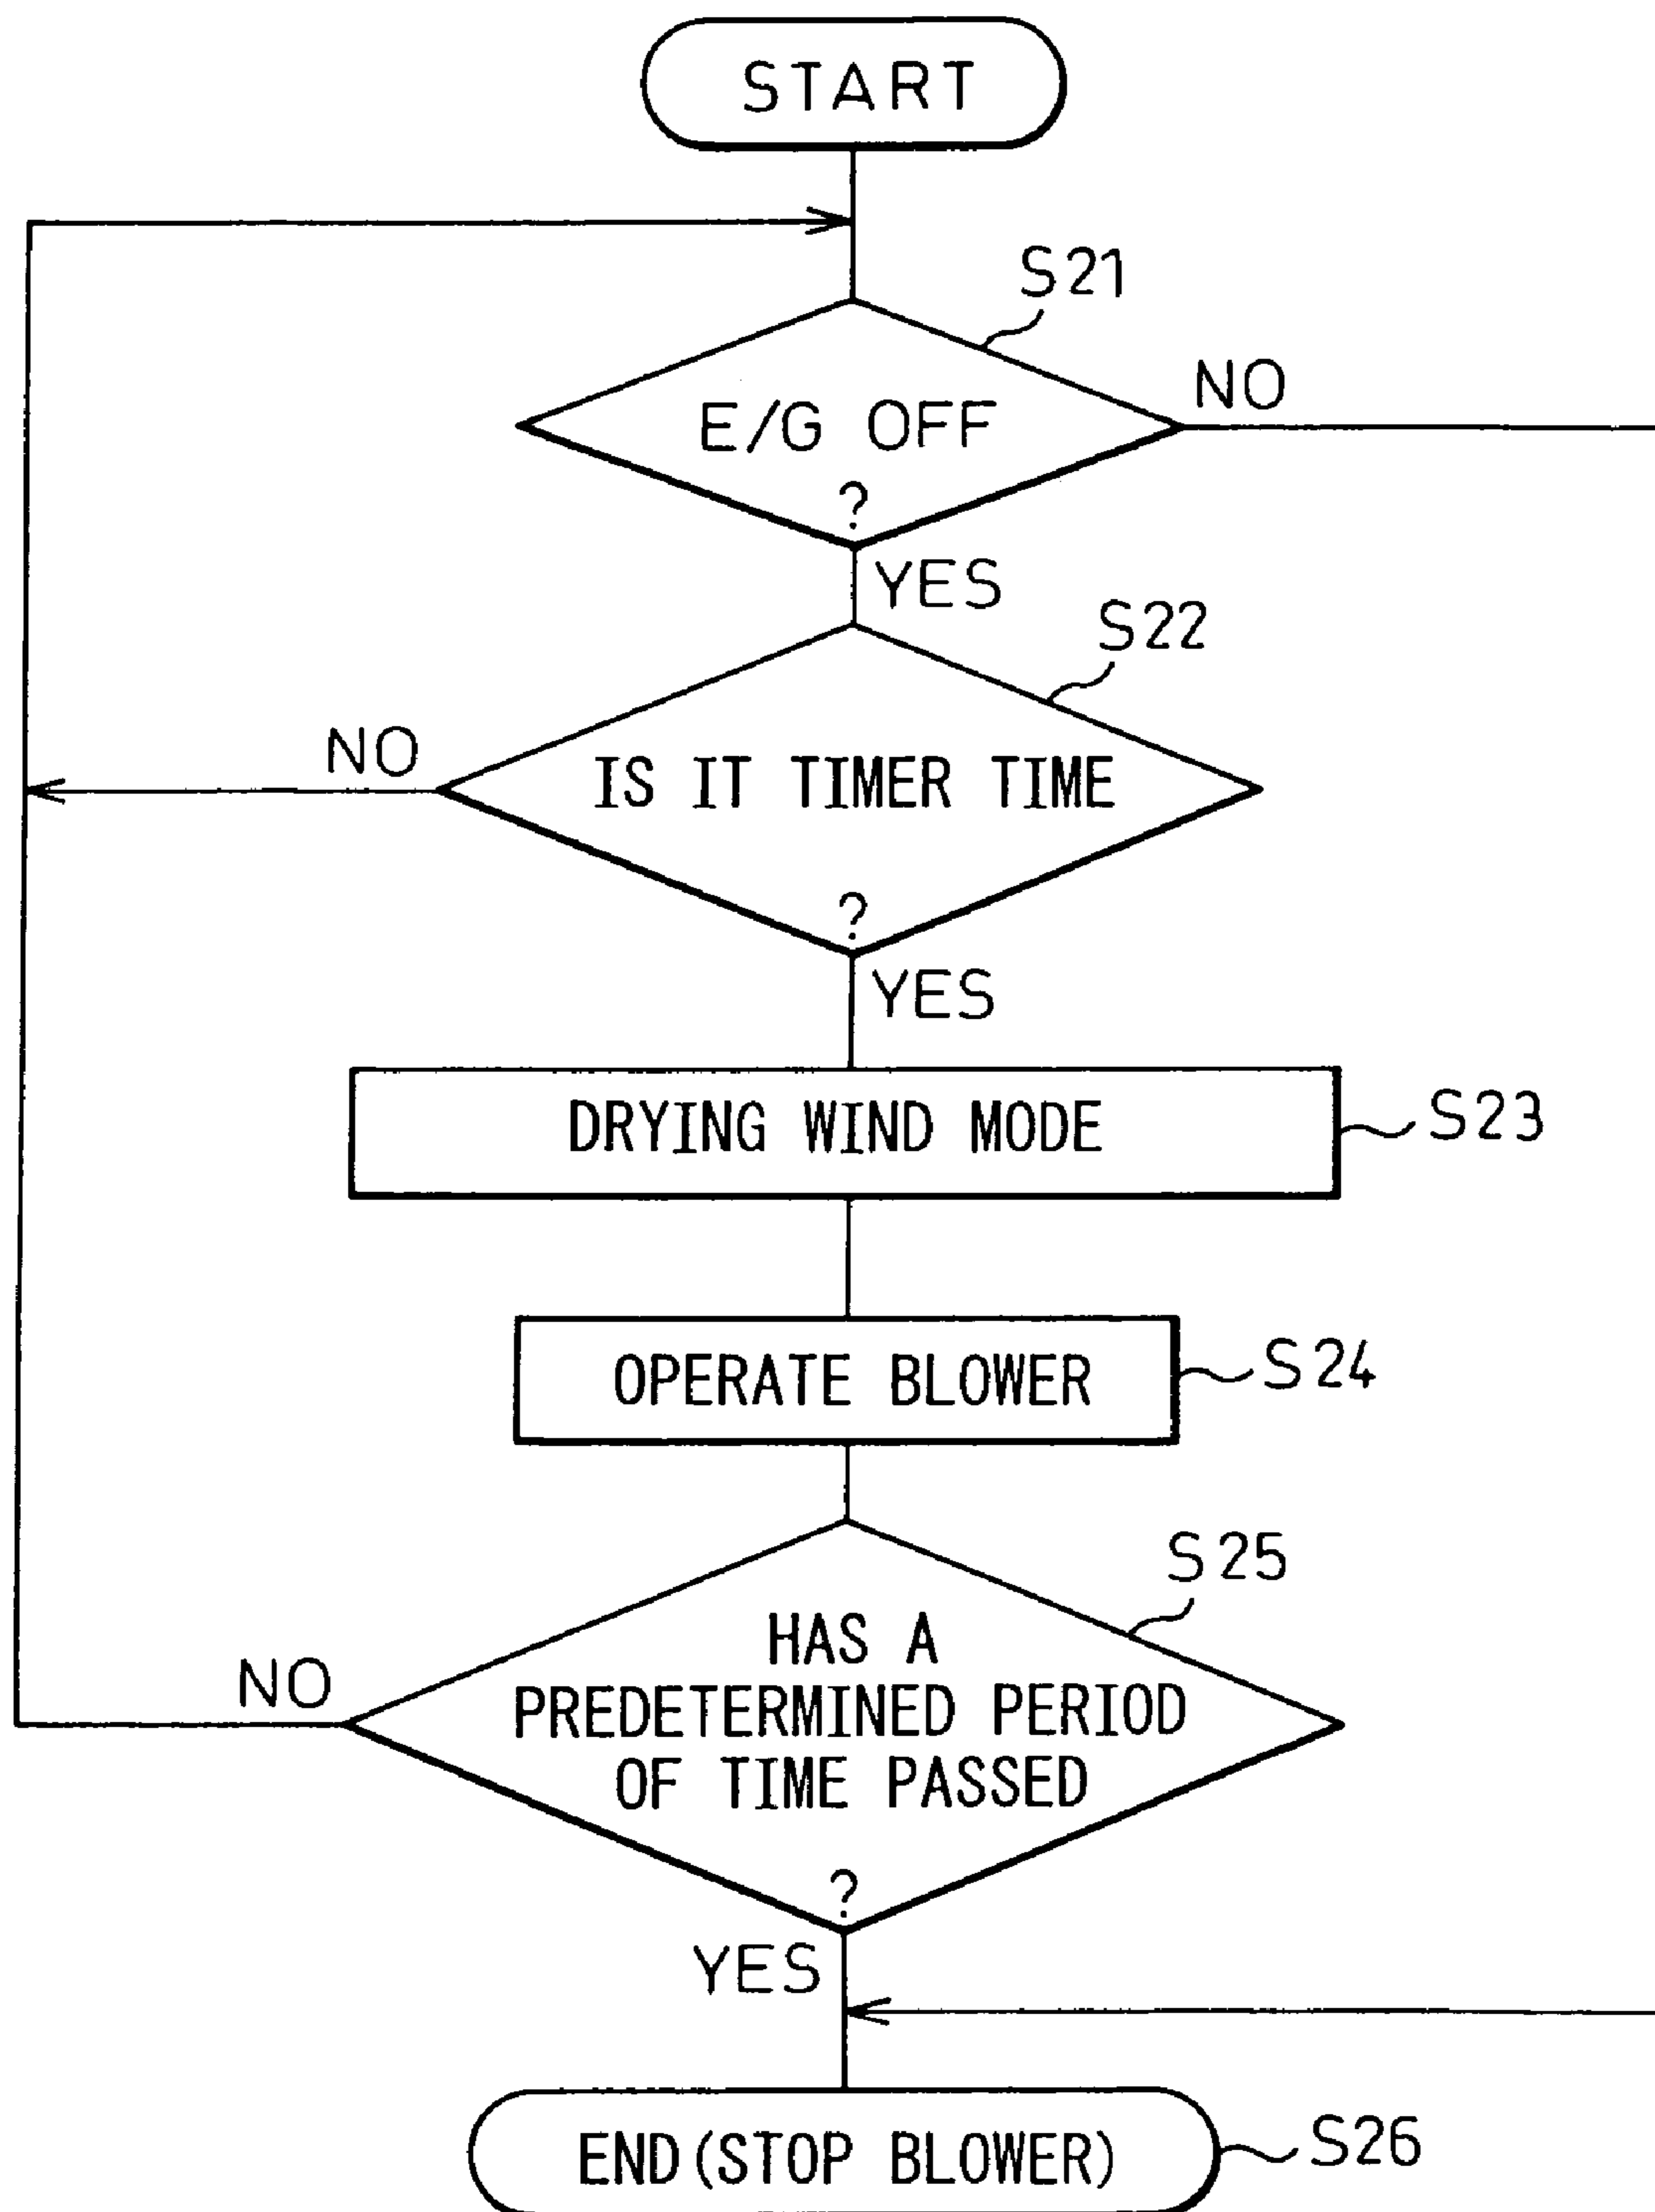 START
S21
E/G OFF
?
NO
YES
S22
IS IT TIMER TIME
?
NO
YES
DRYING WIND MODE
S23
OPERATE BLOWER
S24
S25
HAS A
PREDETERMINED PERIOD
OF TIME PASSED
?
NO
YES
END(STOP BLOWER)
S26